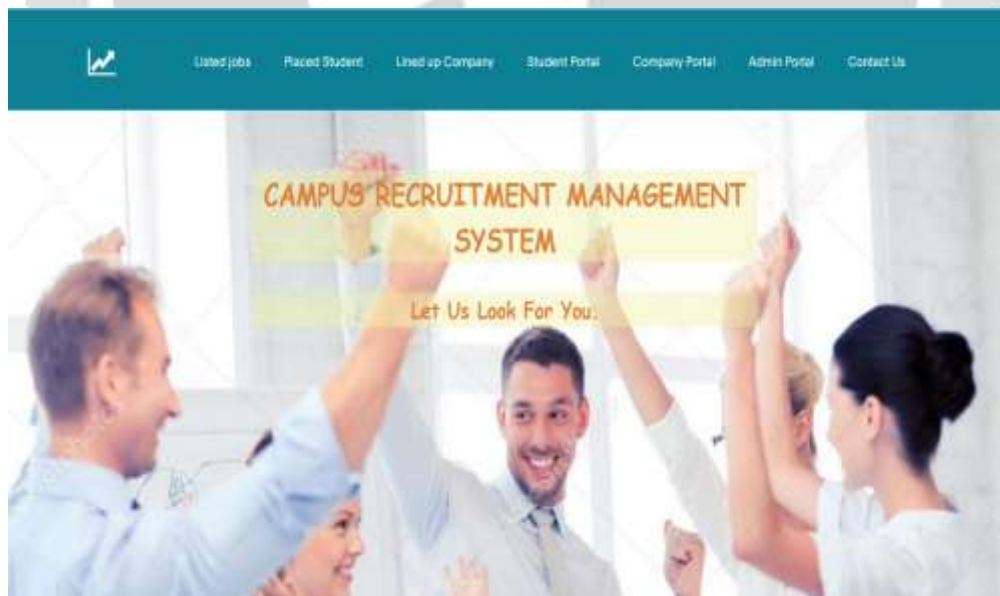 Listed jobs
Placed Student
Lined up Company
Student Portal
Company Portal
Admin Portal
Contact Us
CAMPUS RECRUITMENT MANAGEMENT
SYSTEM
Let Us Look For You.